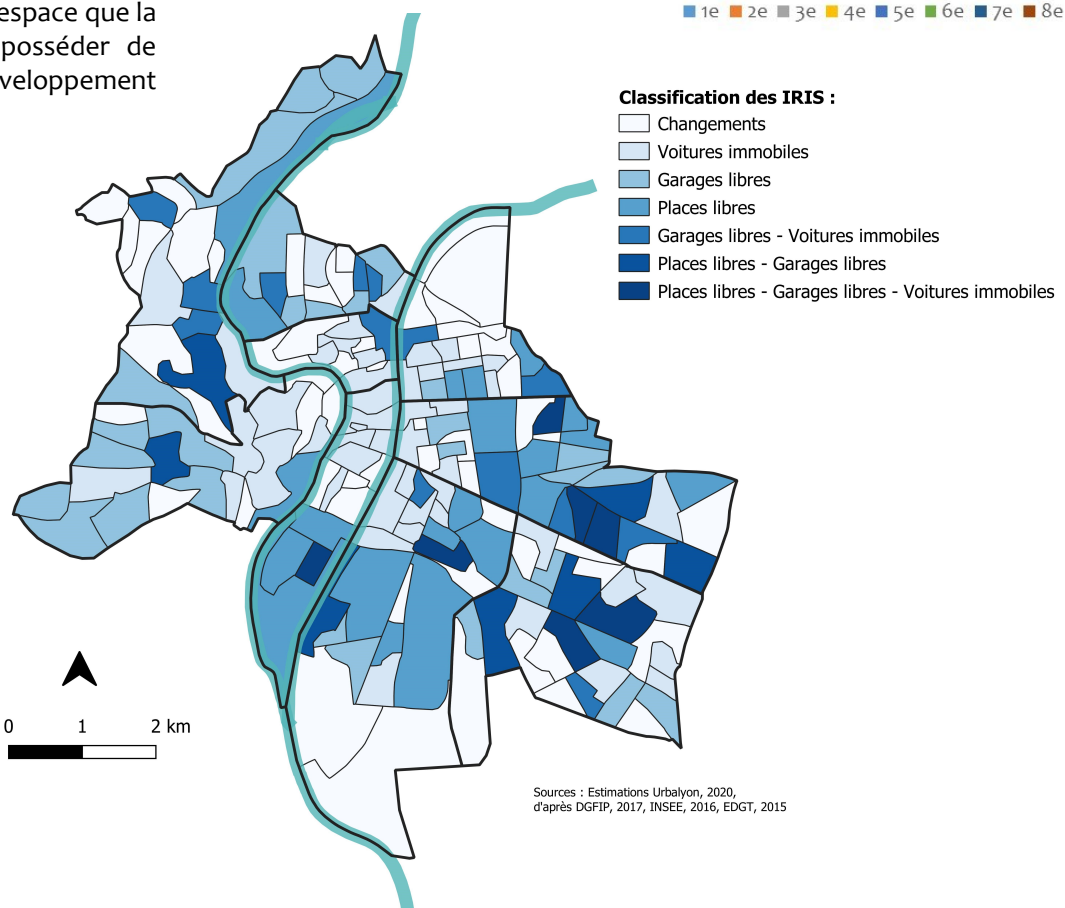 espace que la
posséder de
veloppement
1e 2e 3e 4e 5e 6e 7e 8e
Classification des IRIS :
Changements
Voitures immobiles
Garages libres
Places libres
Garages libres - Voitures immobiles
Places libres - Garages libres
Places libres - Garages libres - Voitures immobiles
0 1 2 km
Sources : Estimations Urbalyon, 2020,
d'après DGFIP, 2017, INSEE, 2016, EDGT, 2015